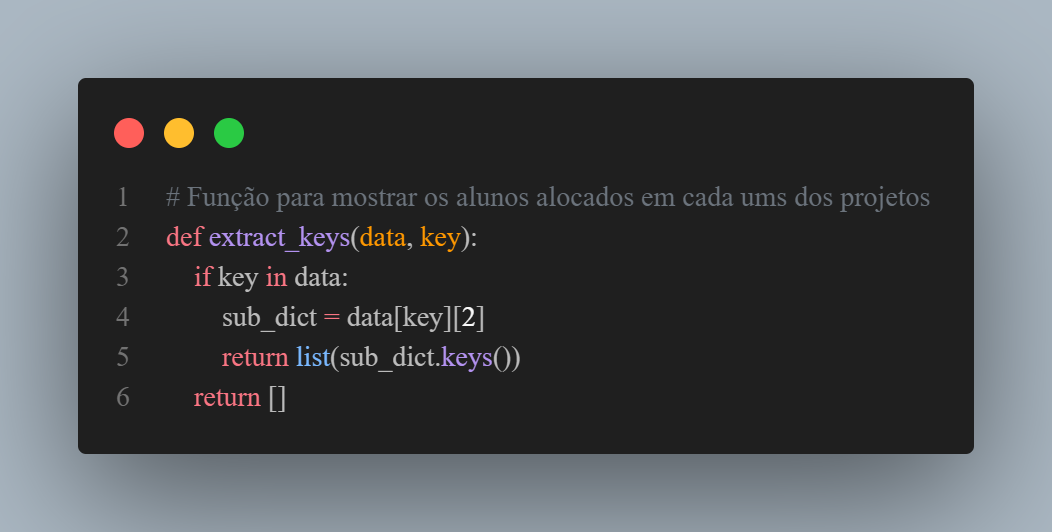 1 # Função para mostrar os alunos alocados em cada ums dos projetos
2 def extract_keys(data, key):
3     if key in data:
4         sub_dict = data[key][2]
5         return list(sub_dict.keys())
6     return []